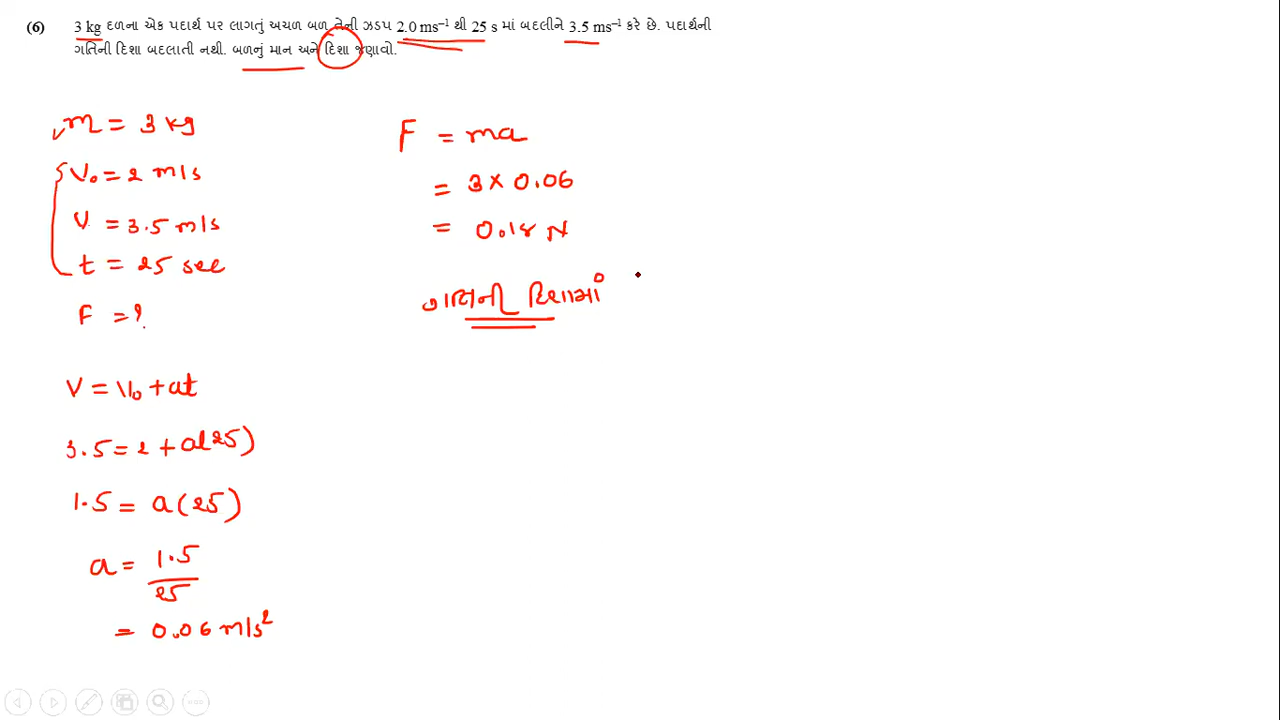 (6) 3 kg દળના એક પદાર્થ પર લાગતું અચળ બળ તેની ઝડપ 2.0 ms⁻¹ થી 25 s માં બદલીને 3.5 ms⁻¹ કરે છે. પદાર્થની
ગતિની દિશા બદલાતી નથી. બળનું માન અને દિશા જણાવો.
m = 3 kg
V₀ = 2 m/s
V = 3.5 m/s
t = 25 sec
F = ?
V = V₀ + at
3.5 = 2 + a(25)
1.5 = a(25)
a = 1.5/25
= 0.06 m/s²
F = ma
= 3 × 0.06
= 0.18 N
ગતિની દિશામાં